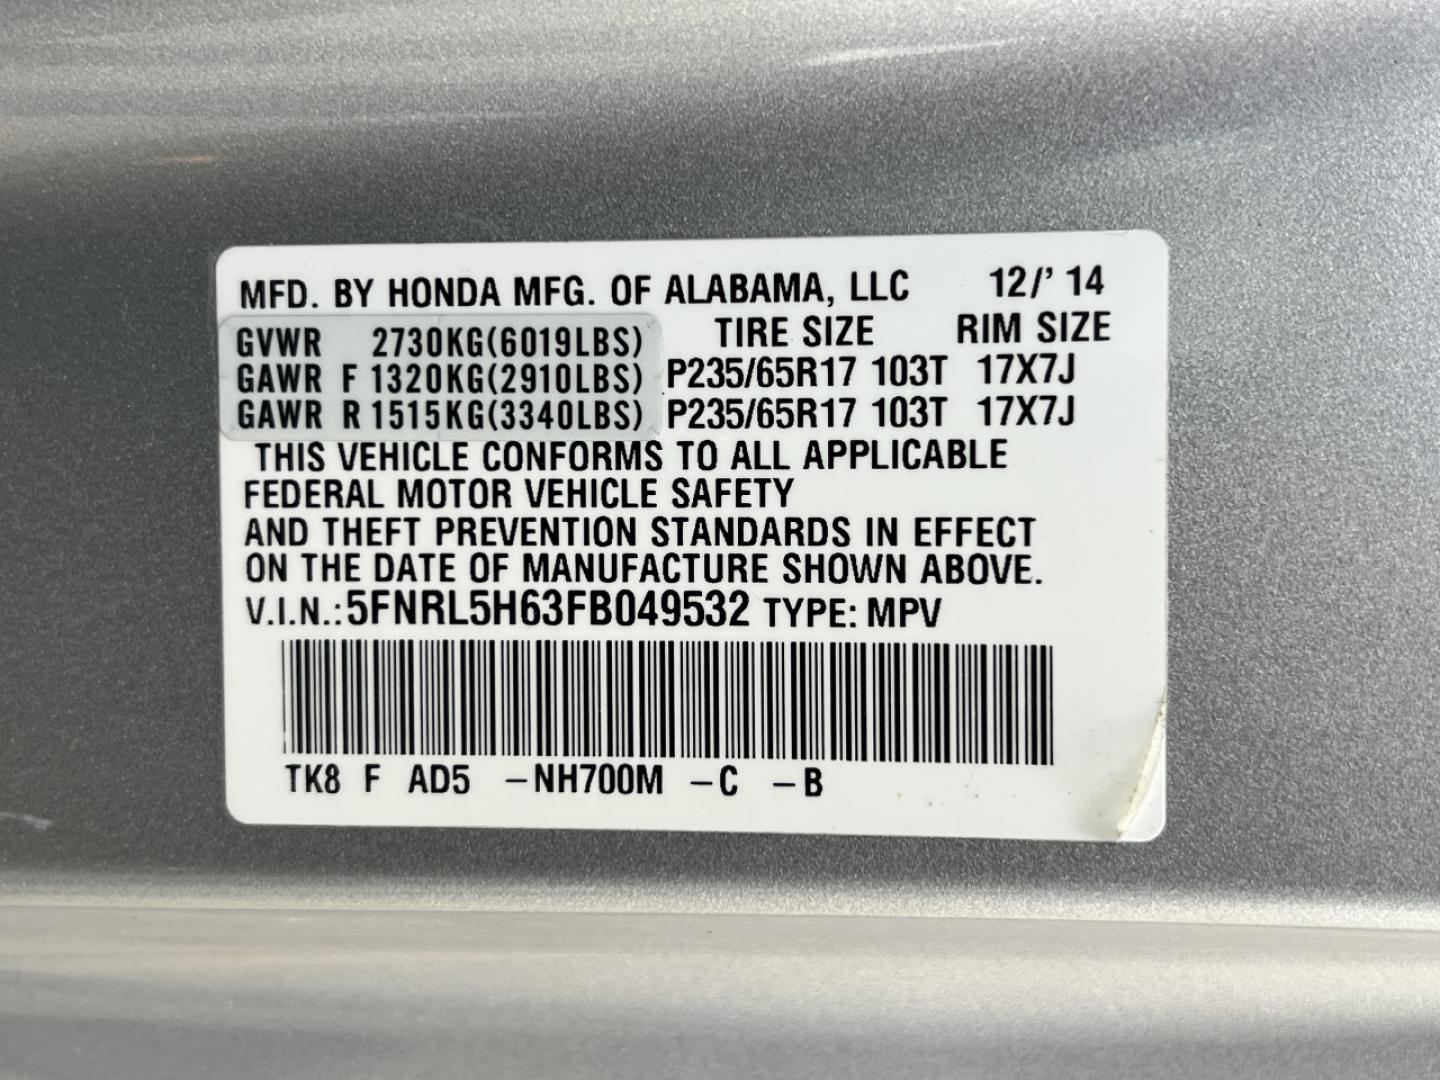 MFD. BY HONDA MFG. OF ALABAMA, LLC 12/' 14
GVWR 2730KG(6019LBS) TIRE SIZE RIM SIZE
GAWR F 1320KG(2910LBS) P235/65R17 103T 17X7J
GAWR R 1515KG(3340LBS) P235/65R17 103T 17X7J
THIS VEHICLE CONFORMS TO ALL APPLICABLE
FEDERAL MOTOR VEHICLE SAFETY
AND THEFT PREVENTION STANDARDS IN EFFECT
ON THE DATE OF MANUFACTURE SHOWN ABOVE.
V.I.N.: 5FNRL5H63FB049532 TYPE: MPV
TK8 F AD5 -NH700M -C -B